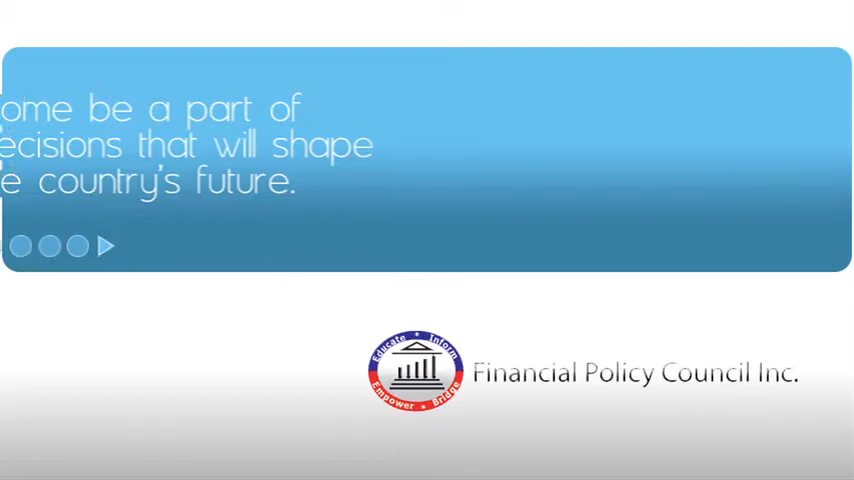 ome be a part of
ecisions that will shape
e country's future.
Educate ★ Inform
Empower ★ Bridge
Financial Policy Council Inc.